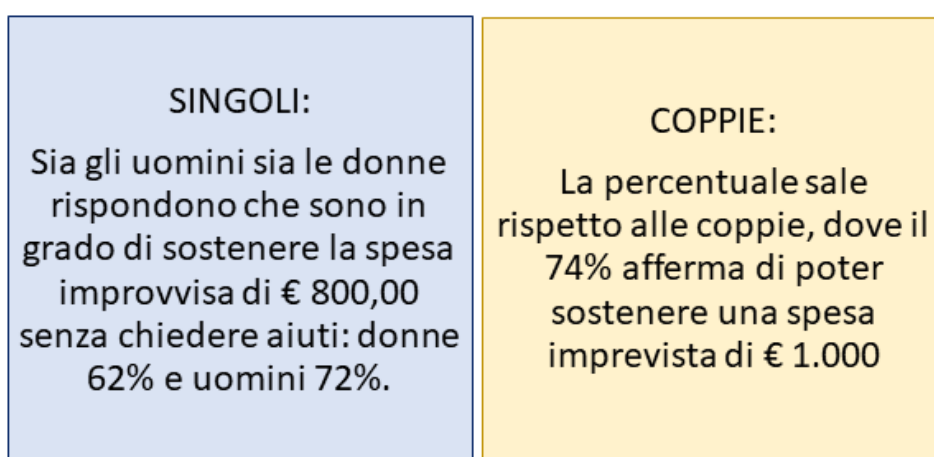 SINGOLI:
Sia gli uomini sia le donne
rispondono che sono in
grado di sostenere la spesa
improvvisa di € 800,00
senza chiedere aiuti: donne
62% e uomini 72%.
COPPIE:
La percentuale sale
rispetto alle coppie, dove il
74% afferma di poter
sostenere una spesa
imprevista di € 1.000